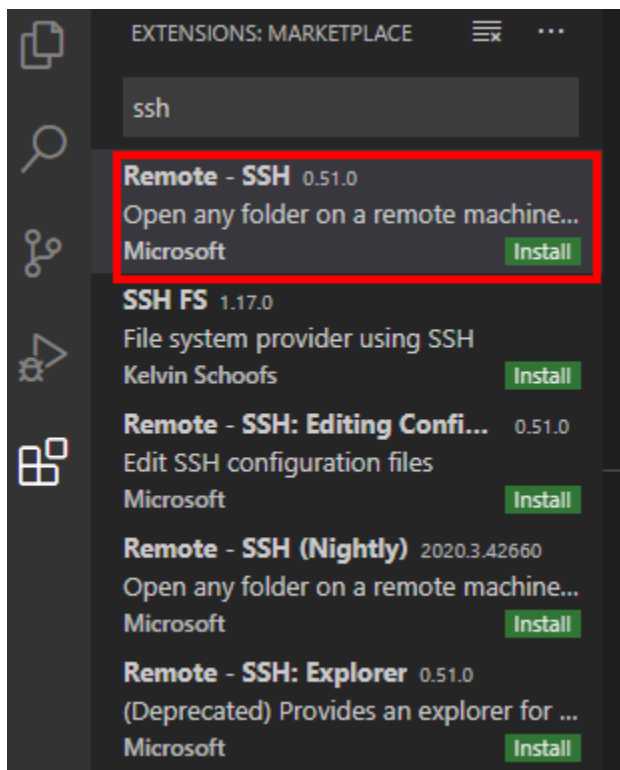 EXTENSIONS: MARKETPLACE
ssh
Remote - SSH 0.51.0
Open any folder on a remote machine...
Microsoft Install
SSH FS 1.17.0
File system provider using SSH
Kelvin Schoofs Install
Remote - SSH: Editing Confi... 0.51.0
Edit SSH configuration files
Microsoft Install
Remote - SSH (Nightly) 2020.3.42660
Open any folder on a remote machine...
Microsoft Install
Remote - SSH: Explorer 0.51.0
(Deprecated) Provides an explorer for ...
Microsoft Install